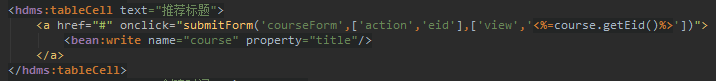 <hdms:tableCell text="推荐标题">
<a href="#" onclick="submitForm('courseForm',['action','eid'],['view','<%=course.getEid()%>'])">
<bean:write name="course" property="title"/>
</a>
</hdms:tableCell>